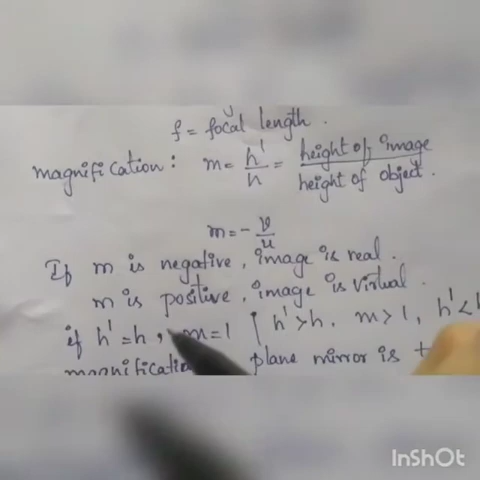 f = focal length.
magnification: m = h'/h = height of image / height of object.
m = - v/u
If m is negative, image is real.
m is positive, image is virtual.
if h' = h, m = 1 | h' > h, m > 1, h' <
magnification plane mirror is
InShOt